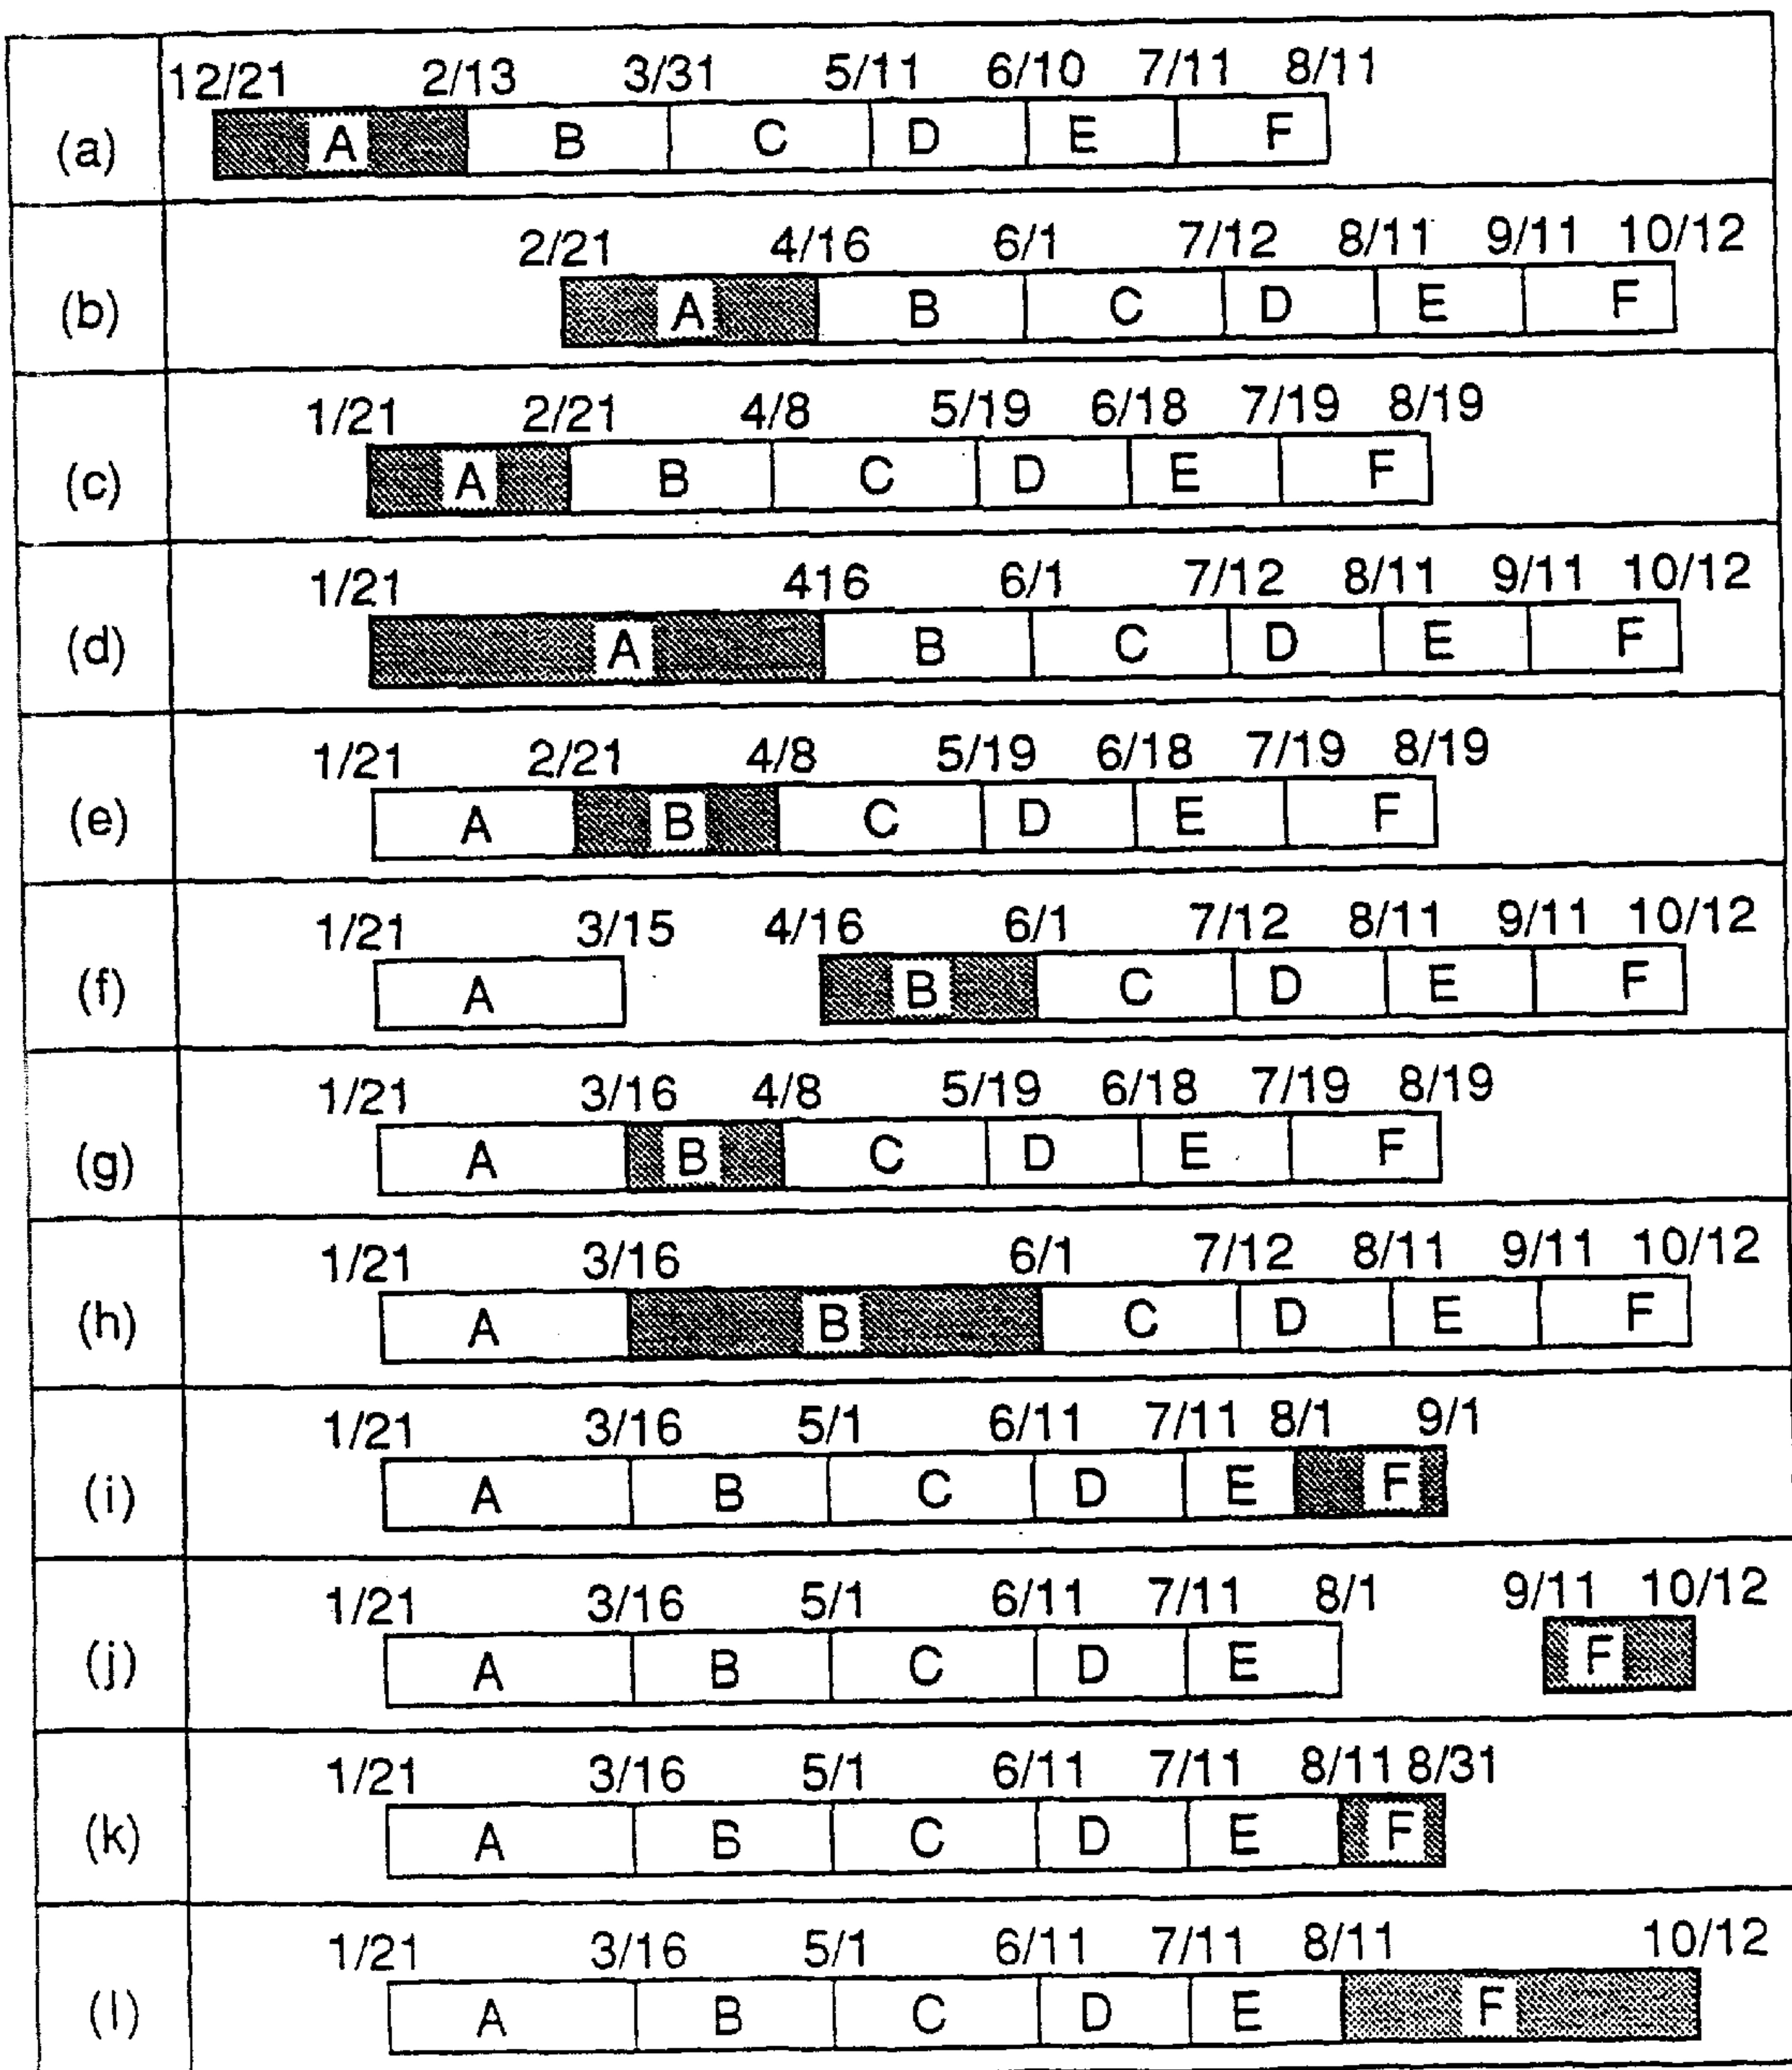 12/21 2/13 3/31 5/11 6/10 7/11 8/11
(a) A B C D E F
2/21 4/16 6/1 7/12 8/11 9/11 10/12
(b) A B C D E F
1/21 2/21 4/8 5/19 6/18 7/19 8/19
(c) A B C D E F
1/21 416 6/1 7/12 8/11 9/11 10/12
(d) A B C D E F
1/21 2/21 4/8 5/19 6/18 7/19 8/19
(e) A B C D E F
1/21 3/15 4/16 6/1 7/12 8/11 9/11 10/12
(f) A B C D E F
1/21 3/16 4/8 5/19 6/18 7/19 8/19
(g) A B C D E F
1/21 3/16 6/1 7/12 8/11 9/11 10/12
(h) A B C D E F
1/21 3/16 5/1 6/11 7/11 8/1 9/1
(i) A B C D E F
1/21 3/16 5/1 6/11 7/11 8/1 9/11 10/12
(j) A B C D E F
1/21 3/16 5/1 6/11 7/11 8/11 8/31
(k) A B C D E F
1/21 3/16 5/1 6/11 7/11 8/11 10/12
(l) A B C D E F